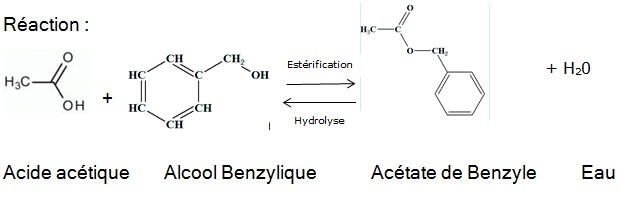 Réaction :
H₃C O OH
+
HC CH C CH HC CH CH₂ OH
Estérification
Hydrolyse
H₃C C O O CH₂
+ H₂0
Acide acétique Alcool Benzylique Acétate de Benzyle Eau